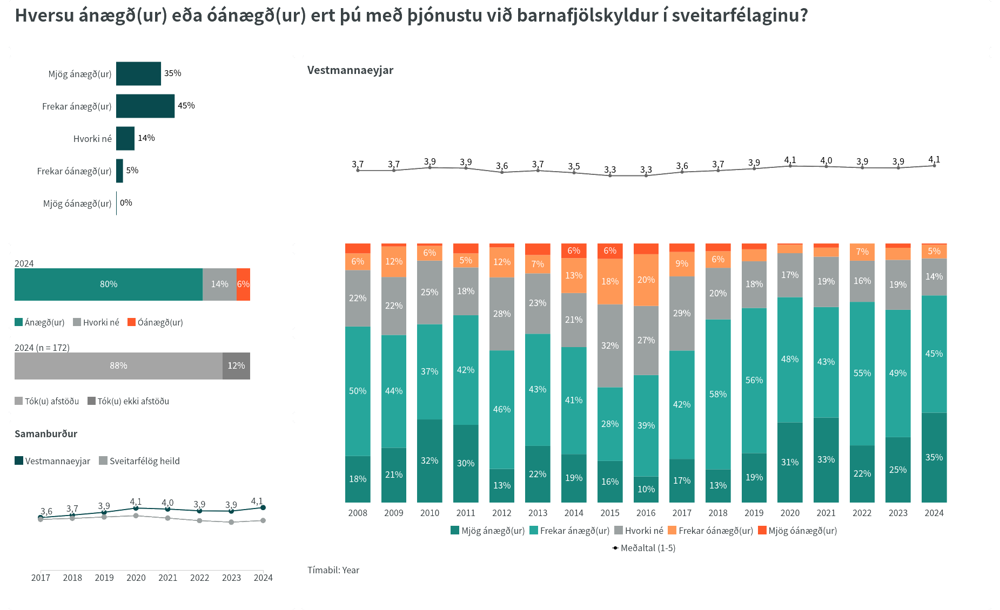 Hversu ánægð(ur) eða óánægð(ur) ert þú með þjónustu við barnafjölskyldur í sveitarfélaginu?
Mjög ánægð(ur) 35%
Frekar ánægð(ur) 45%
Hvorki né 14%
Frekar óánægð(ur) 5%
Mjög óánægð(ur) 0%
2024
80% 14% 6%
Ánægð(ur) Hvorki né Óánægð(ur)
2024 (n = 172)
88% 12%
Tók(u) afstöðu Tók(u) ekki afstöðu
Samanburður
Vestmannaeyjar Sveitarfélög heild
3,6 3,7 3,9 4,1 4,0 3,9 3,9 4,1
2017 2018 2019 2020 2021 2022 2023 2024
Vestmannaeyjar
3,7 3,7 3,9 3,9 3,6 3,7 3,5 3,3 3,3 3,6 3,7 3,9 4,1 4,0 3,9 3,9 4,1
6% 6%
6% 12% 6% 5% 12% 7% 13% 18% 20% 9% 6% 7% 5%
22% 22% 25% 18% 28% 23% 21% 32% 27% 29% 20% 18% 17% 19% 16% 19% 14%
50% 44% 37% 42% 46% 43% 41% 28% 39% 42% 58% 56% 48% 43% 55% 49% 45%
18% 21% 32% 30% 13% 22% 19% 16% 10% 17% 13% 19% 31% 33% 22% 25% 35%
2008 2009 2010 2011 2012 2013 2014 2015 2016 2017 2018 2019 2020 2021 2022 2023 2024
Mjög ánægð(ur) Frekar ánægð(ur) Hvorki né Frekar óánægð(ur) Mjög óánægð(ur)
Meðaltal (1-5)
Tímabil: Year